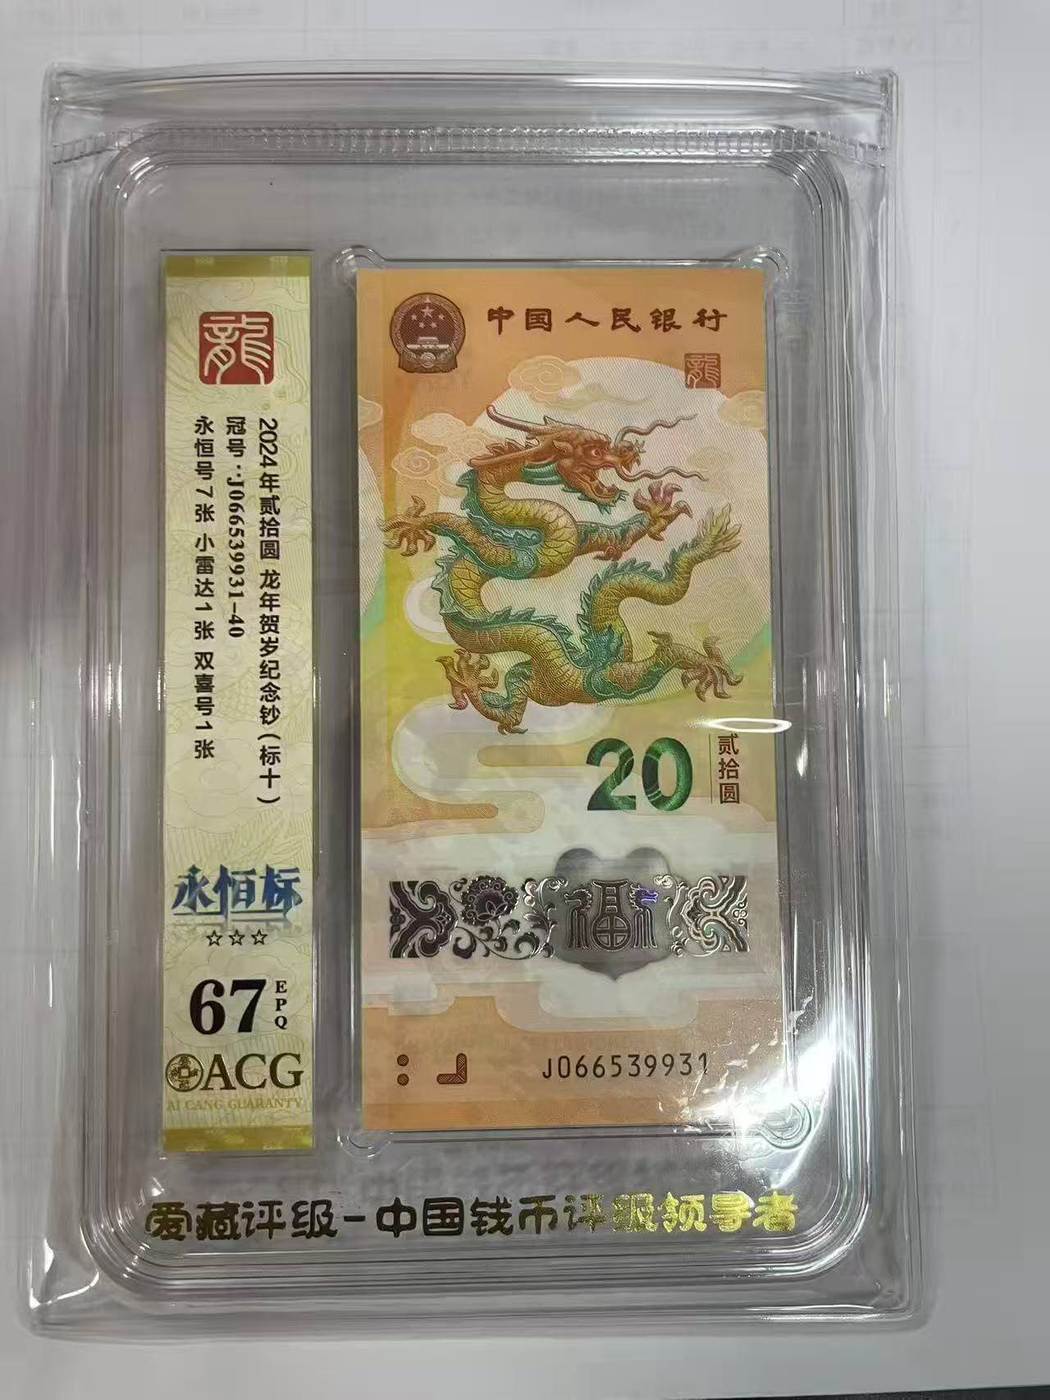 龍
2024年贰拾圆 龙年贺岁纪念钞(标十)
冠号:J066539931-40
永恒号7张 小雷达1张 双喜号1张
永恒标
☆☆☆
67 EPQ
ACG
AI CANG GUARANTY
中国人民银行
龍
20 贰拾圆
福
J066539931
爱藏评级-中国钱币评级领导者